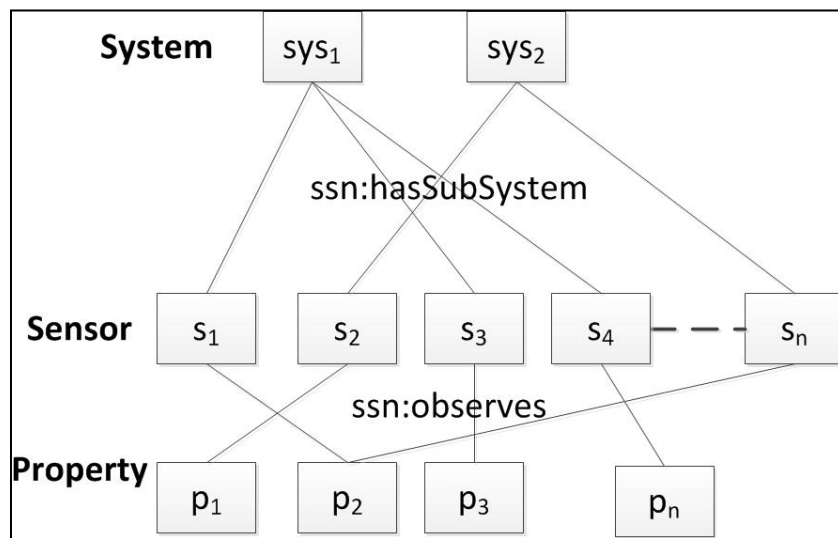 System sys₁ sys₂
ssn:hasSubSystem
Sensor s₁ s₂ s₃ s₄ sₙ
ssn:observes
Property p₁ p₂ p₃ pₙ